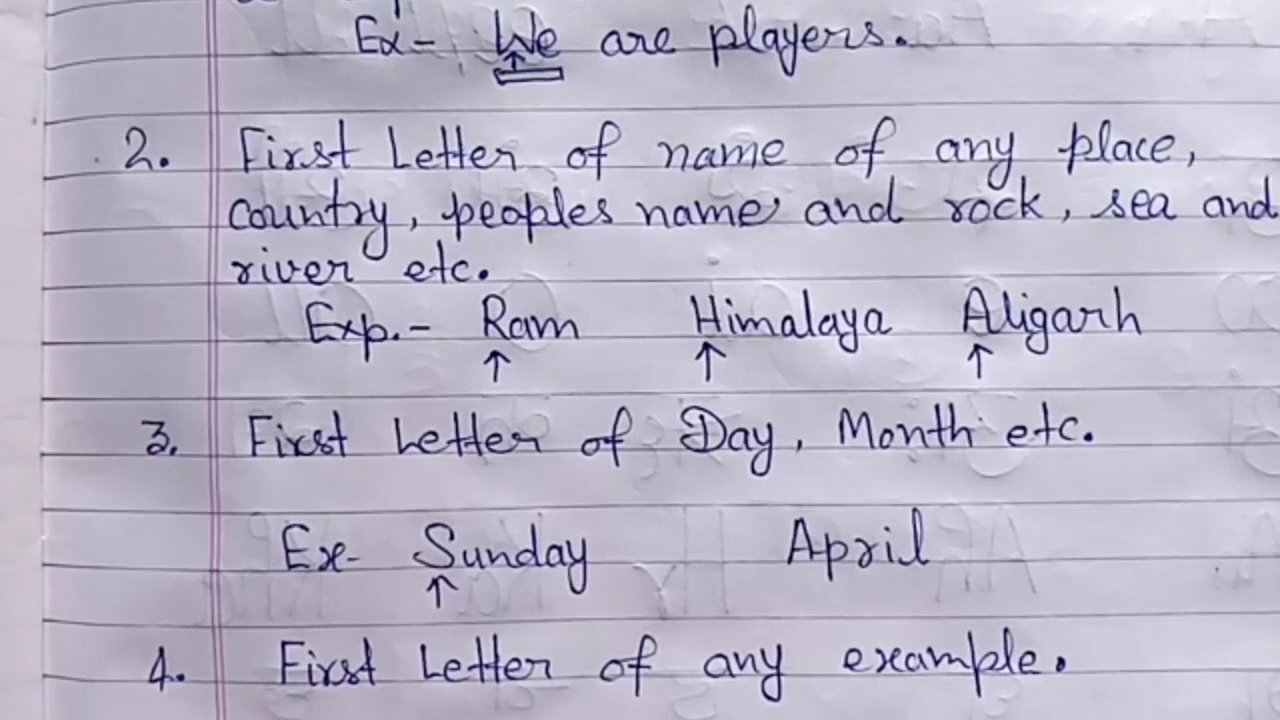 Ex- We are players.
2. First Letter of name of any place,
country, peoples name and rock, sea and
river etc.
Exp.- Ram Himalaya Aligarh
3. First Letter of Day, Month etc.
Ex- Sunday April
4. First Letter of any example.